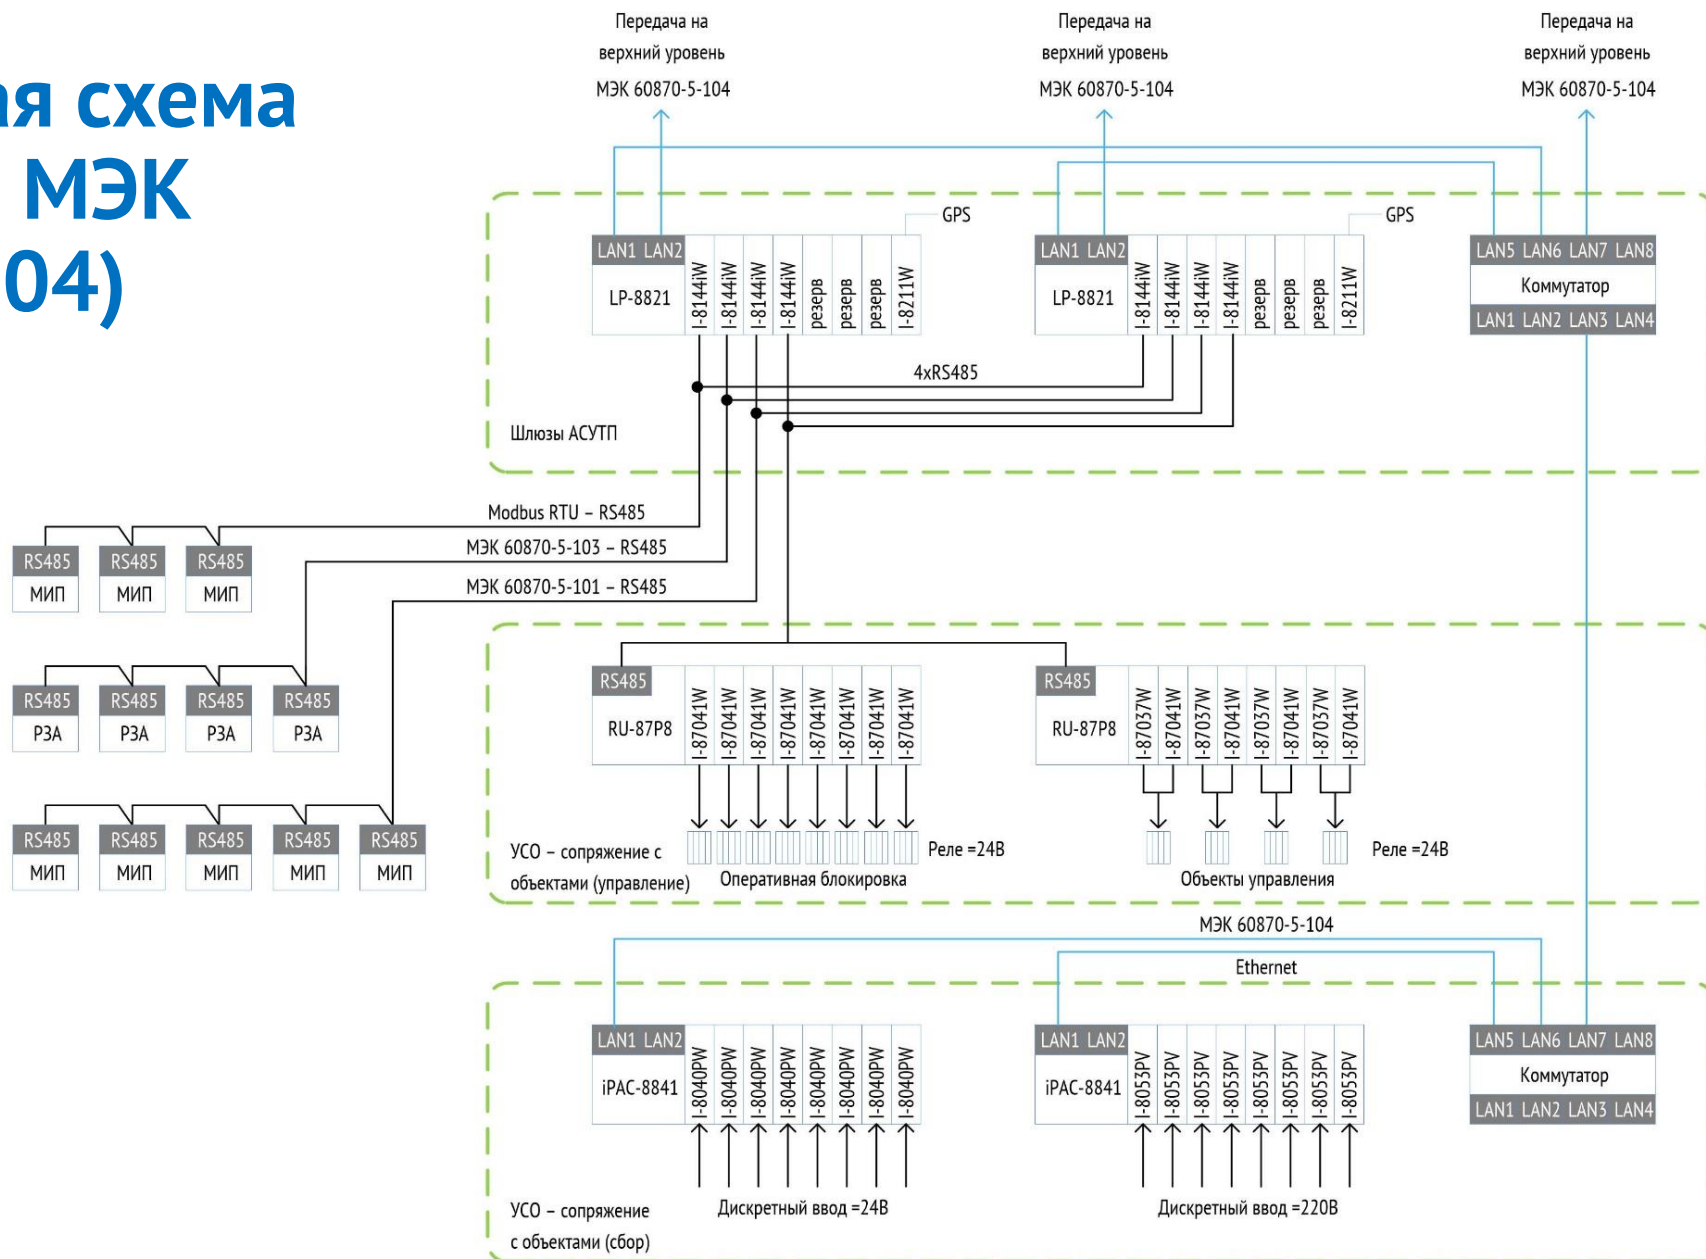 ая схема
МЭК
04)
Передача на
верхний уровень
МЭК 60870-5-104
Передача на
верхний уровень
МЭК 60870-5-104
Передача на
верхний уровень
МЭК 60870-5-104
GPS
GPS
LAN1 LAN2
LP-8821
I-8144iW
I-8144iW
I-8144iW
I-8144iW
резерв
резерв
резерв
I-8211W
LAN1 LAN2
LP-8821
I-8144iW
I-8144iW
I-8144iW
I-8144iW
резерв
резерв
резерв
I-8211W
LAN5 LAN6 LAN7 LAN8
Коммутатор
LAN1 LAN2 LAN3 LAN4
4xRS485
Шлюзы АСУТП
Modbus RTU – RS485
МЭК 60870-5-103 – RS485
МЭК 60870-5-101 – RS485
RS485
МИП
RS485
МИП
RS485
МИП
RS485
РЗА
RS485
РЗА
RS485
РЗА
RS485
РЗА
RS485
МИП
RS485
МИП
RS485
МИП
RS485
МИП
RS485
МИП
RS485
RU-87P8
I-87041W
I-87041W
I-87041W
I-87041W
I-87041W
I-87041W
I-87041W
I-87041W
RS485
RU-87P8
I-87037W
I-87041W
I-87037W
I-87041W
I-87037W
I-87041W
I-87037W
I-87041W
УСО – сопряжение с
объектами (управление)
Реле =24В
Оперативная блокировка
Реле =24В
Объекты управления
МЭК 60870-5-104
Ethernet
LAN1 LAN2
iPAC-8841
I-8040PW
I-8040PW
I-8040PW
I-8040PW
I-8040PW
I-8040PW
I-8040PW
I-8040PW
LAN1 LAN2
iPAC-8841
I-8053PV
I-8053PV
I-8053PV
I-8053PV
I-8053PV
I-8053PV
I-8053PV
I-8053PV
LAN5 LAN6 LAN7 LAN8
Коммутатор
LAN1 LAN2 LAN3 LAN4
Дискретный ввод =24В
Дискретный ввод =220В
УСО – сопряжение
с объектами (сбор)